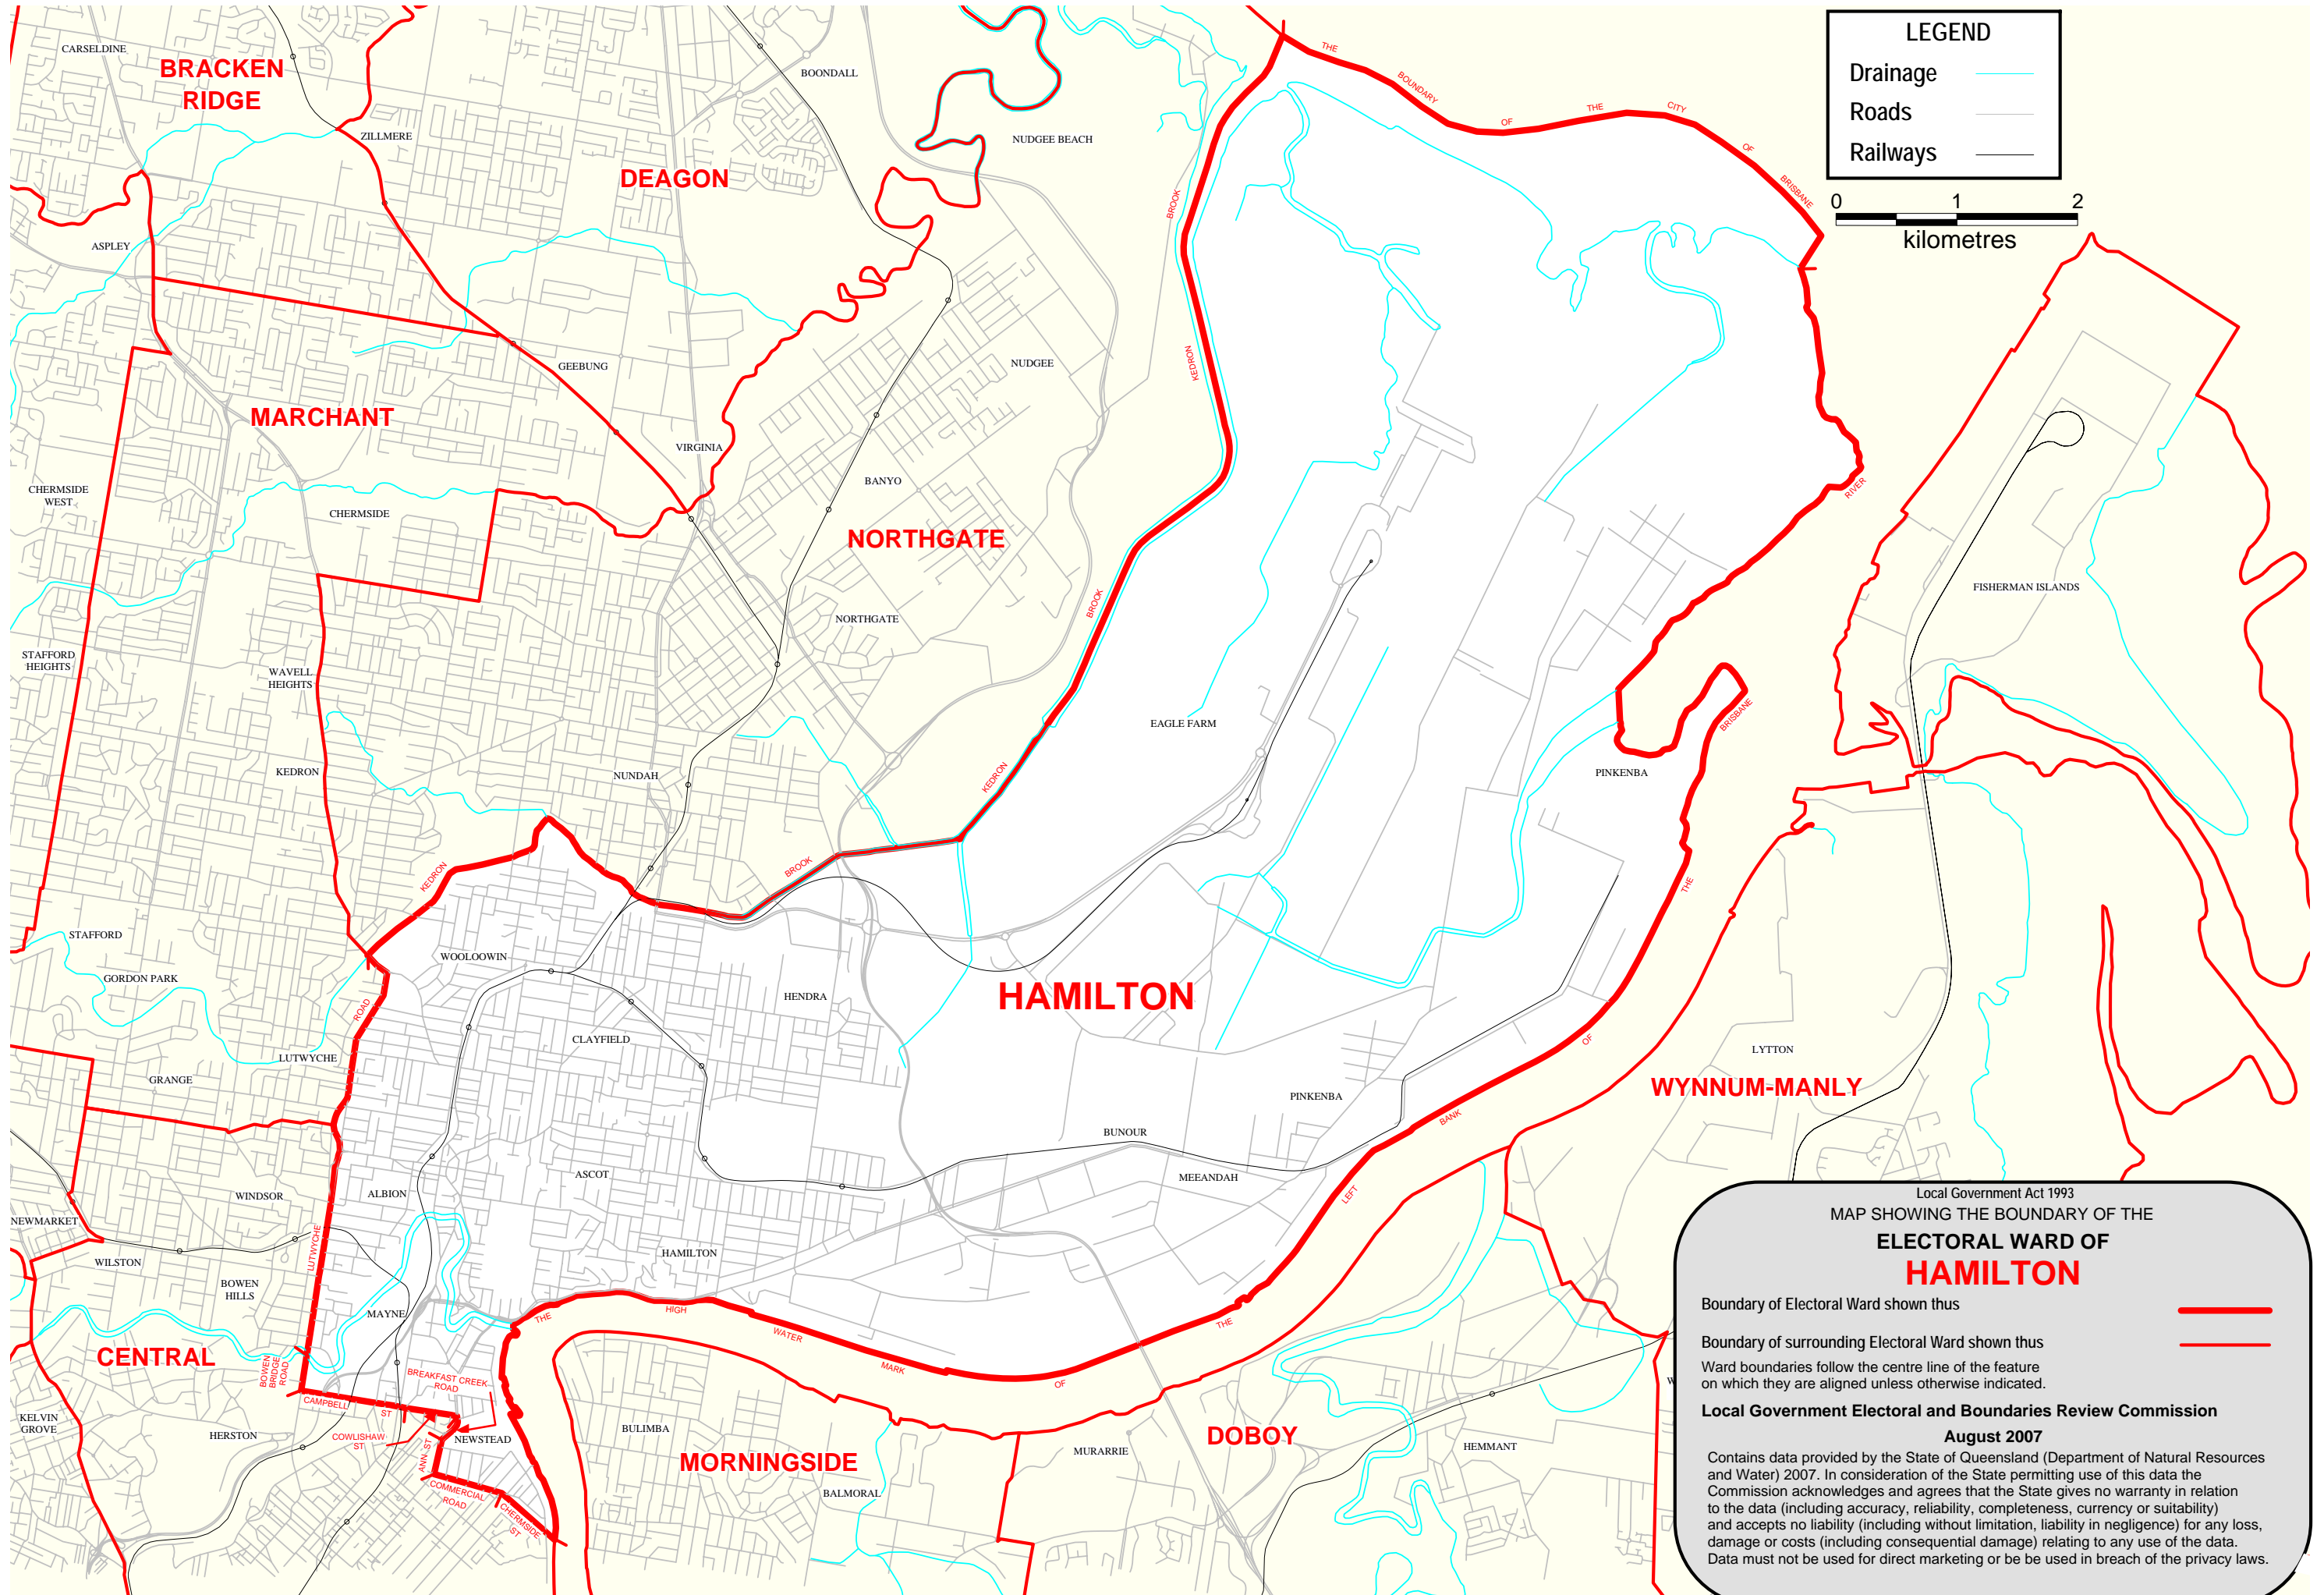 LEGEND
Drainage
Roads
Railways
0 1 2
kilometres
CARSELDINE
BRACKEN
RIDGE
ZILLMERE
BOONDALL
NUDGEE BEACH
DEAGON
ASPLEY
GEEBUNG
NUDGEE
MARCHANT
VIRGINIA
BANYO
CHERMSIDE
WEST
CHERMSIDE
NORTHGATE
NORTHGATE
STAFFORD
HEIGHTS
WAVELL
HEIGHTS
KEDRON
NUNDAH
EAGLE FARM
PINKENBA
FISHERMAN ISLANDS
STAFFORD
GORDON PARK
WOOLOOWIN
HENDRA
HAMILTON
CLAYFIELD
LUTWYCHE
GRANGE
LYTTON
WYNNUM-MANLY
PINKENBA
BUNOUR
MEEANDAH
ASCOT
ALBION
WINDSOR
NEWMARKET
WILSTON
HAMILTON
BOWEN
HILLS
MAYNE
CENTRAL
KELVIN
GROVE
HERSTON
NEWSTEAD
BULIMBA
MORNINGSIDE
BALMORAL
MURARRIE
DOBOY
HEMMANT
W
THE
BOUNDARY
OF
THE
CITY
OF
BRISBANE
RIVER
BRISBANE
THE
OF
BANK
LEFT
THE
OF
MARK
WATER
HIGH
THE
BROOK
KEDRON
BROOK
KEDRON
BROOK
KEDRON
ROAD
LUTWYCHE
BOWEN
BRIDGE
ROAD
CAMPBELL
ST
BREAKFAST CREEK
ROAD
COWLISHAW
ST
ANN ST
COMMERCIAL
ROAD
CHERMSIDE
ST
Local Government Act 1993
MAP SHOWING THE BOUNDARY OF THE
ELECTORAL WARD OF
HAMILTON
Boundary of Electoral Ward shown thus
Boundary of surrounding Electoral Ward shown thus
Ward boundaries follow the centre line of the feature
on which they are aligned unless otherwise indicated.
Local Government Electoral and Boundaries Review Commission
August 2007
Contains data provided by the State of Queensland (Department of Natural Resources
and Water) 2007. In consideration of the State permitting use of this data the
Commission acknowledges and agrees that the State gives no warranty in relation
to the data (including accuracy, reliability, completeness, currency or suitability)
and accepts no liability (including without limitation, liability in negligence) for any loss,
damage or costs (including consequential damage) relating to any use of the data.
Data must not be used for direct marketing or be be used in breach of the privacy laws.